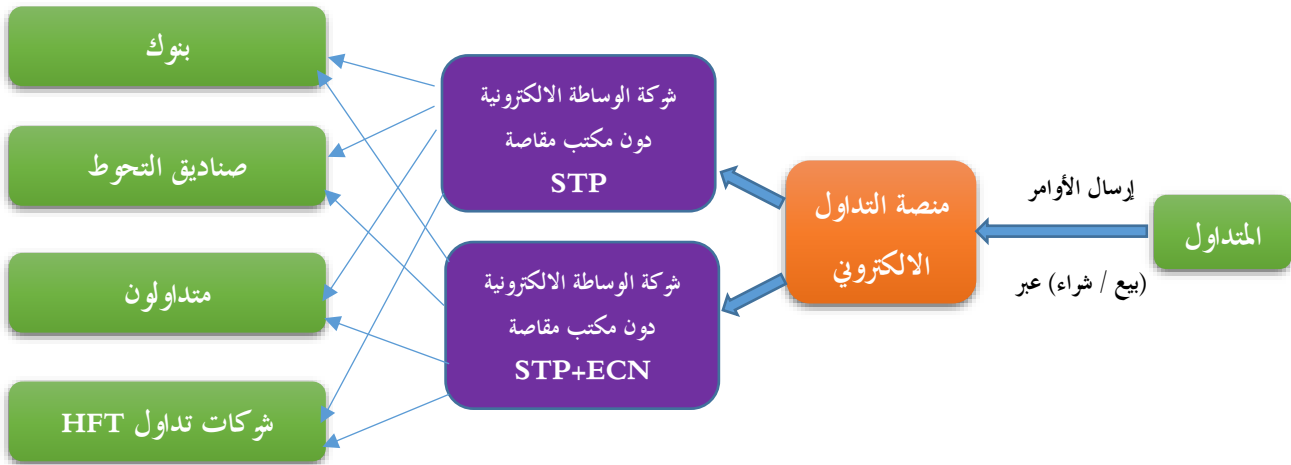 المتداول
إرسال الأوامر
(بيع / شراء) عبر
منصة التداول
الالكتروني
شركة الوساطة الالكترونية
دون مكتب مقاصة
STP
شركة الوساطة الالكترونية
دون مكتب مقاصة
STP+ECN
بنوك
صناديق التحوط
متداولون
شركات تداول HFT